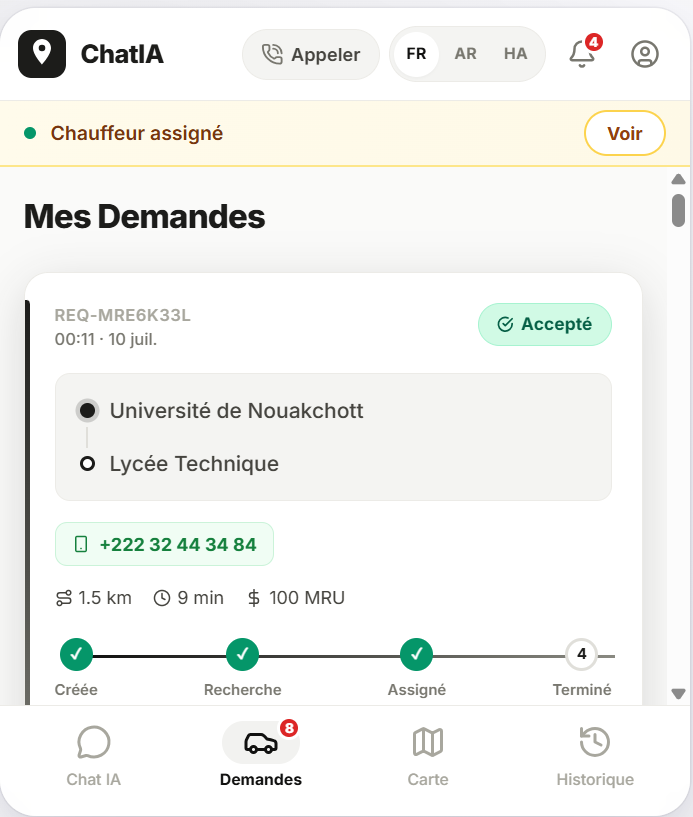 ChatIA
Appeler
FR AR HA
4
Chauffeur assigné
Voir
Mes Demandes
REQ-MRE6K33L
00:11 · 10 juil.
Accepté
Université de Nouakchott
Lycée Technique
+222 32 44 34 84
1.5 km 9 min $ 100 MRU
4
Créée Recherche Assigné Terminé
8
Chat IA Demandes Carte Historique